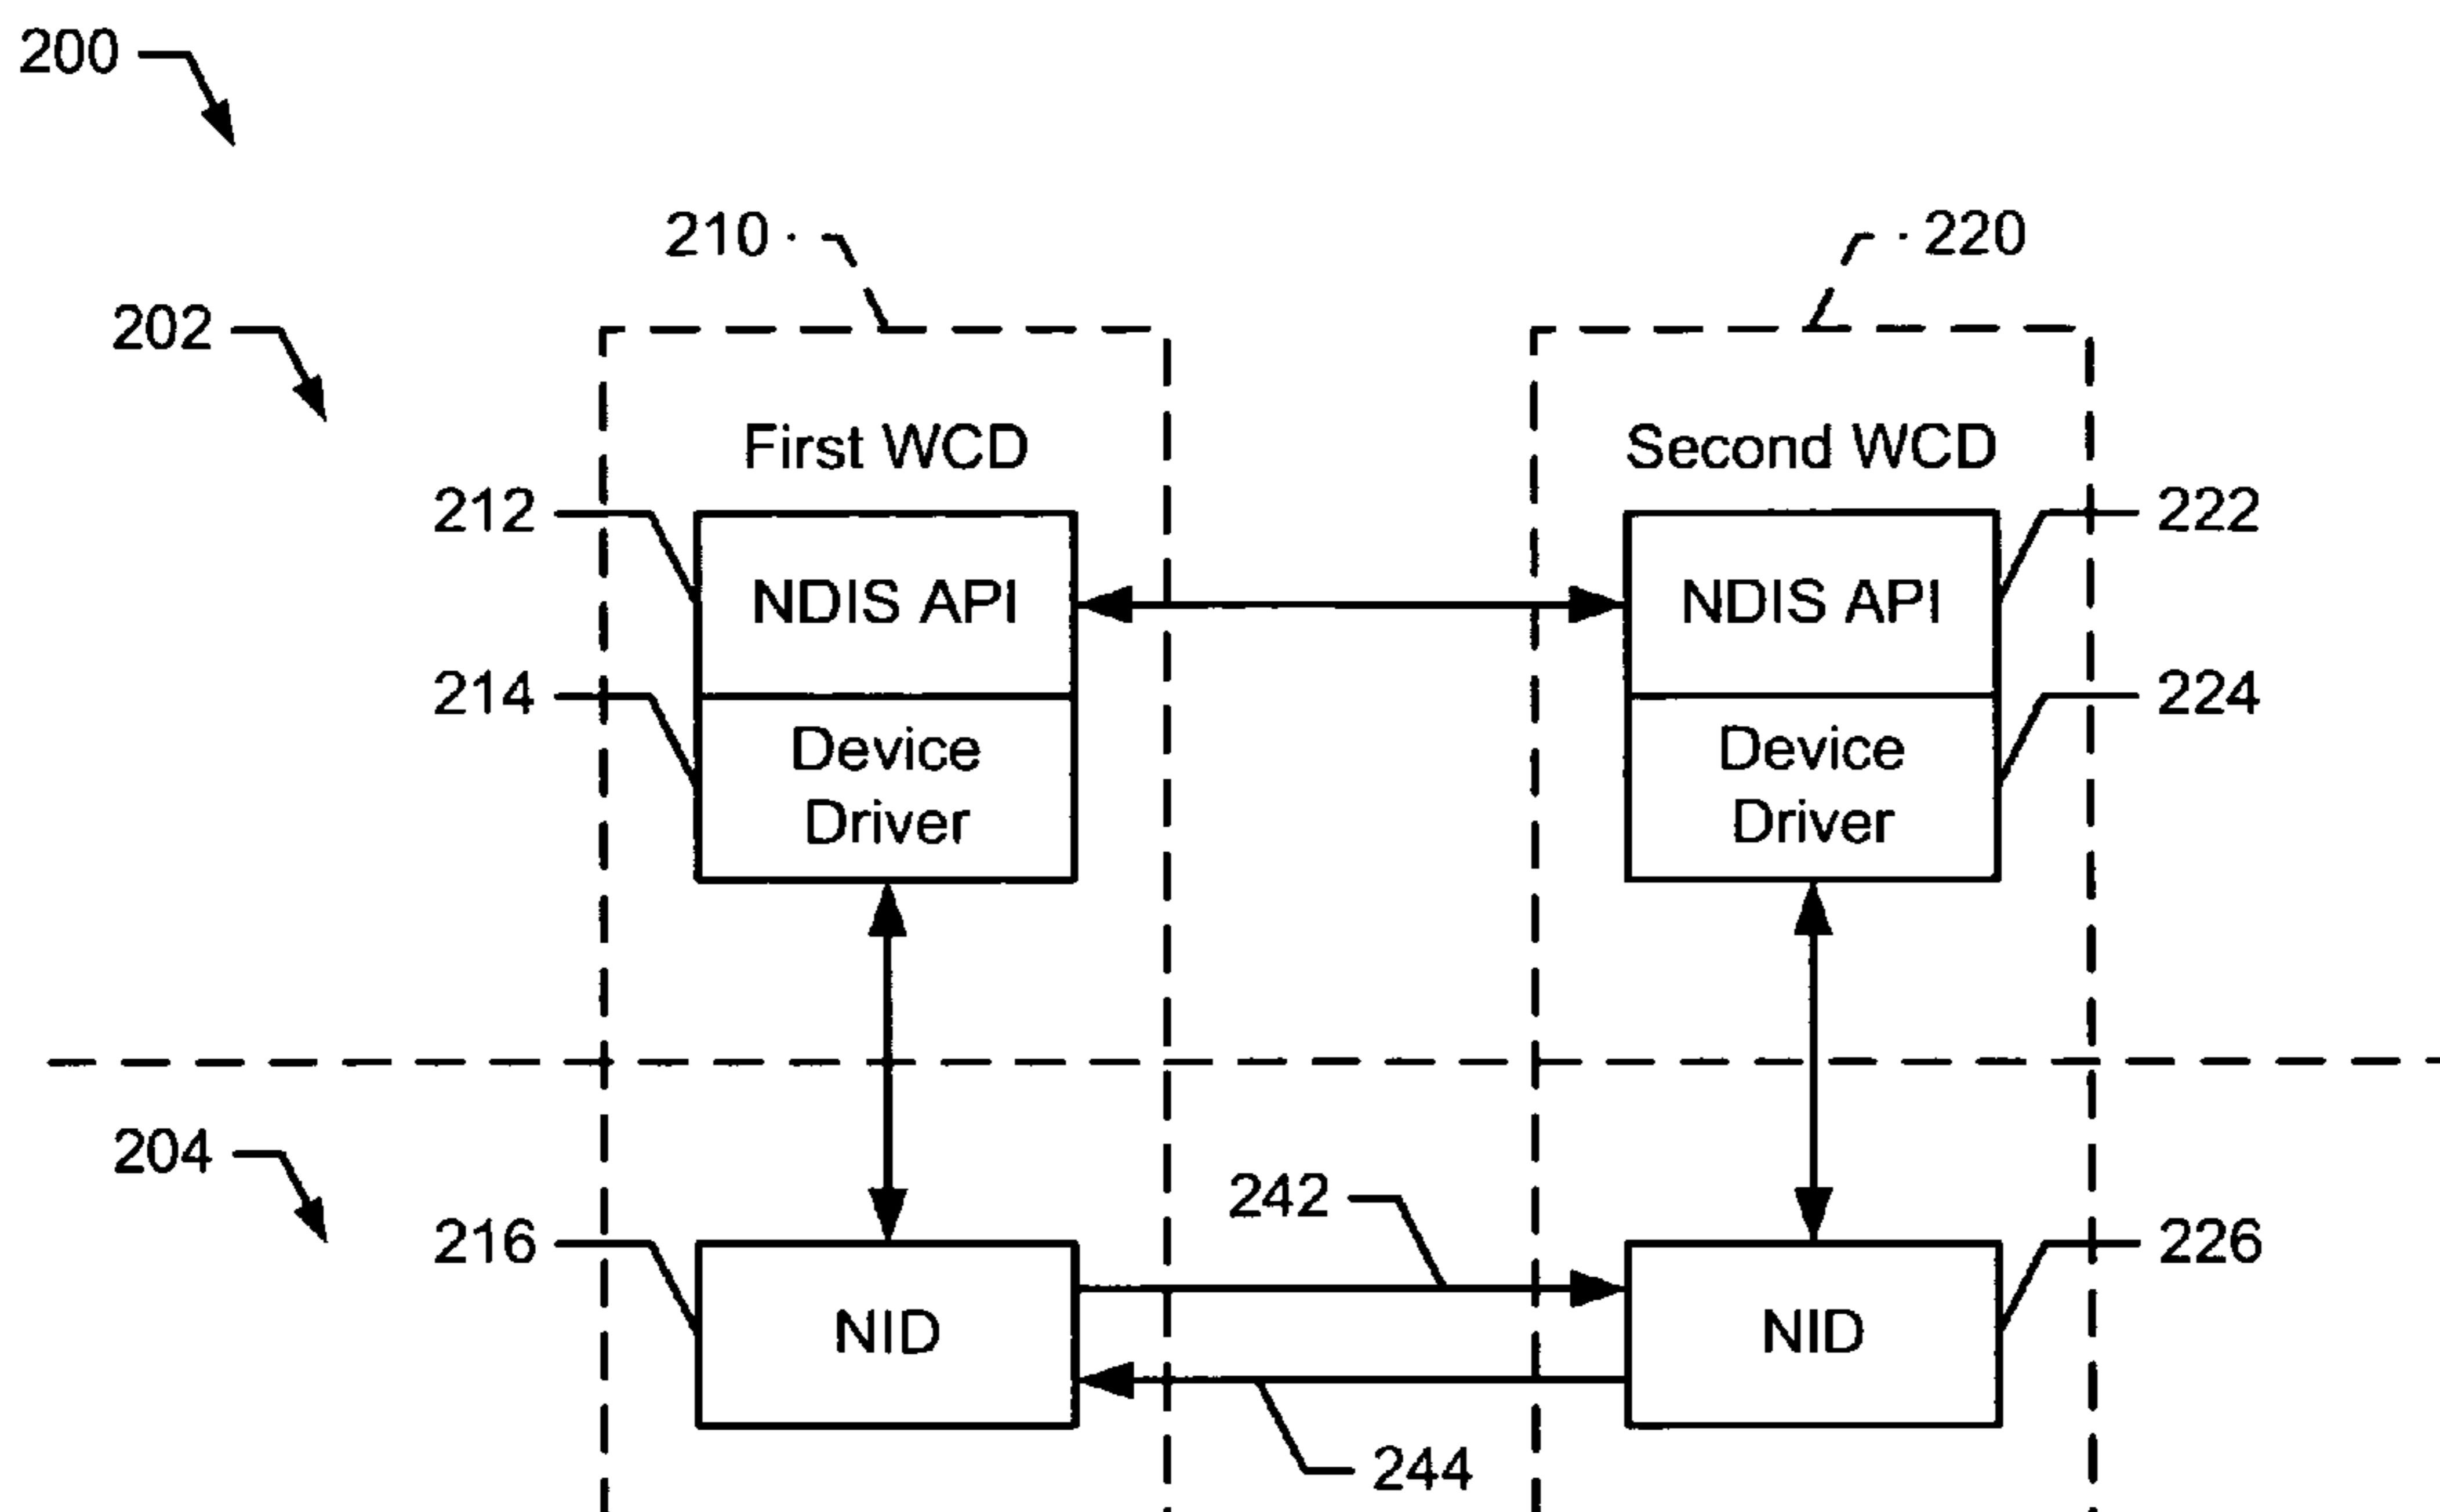 200
210
220
202
First WCD
Second WCD
212
222
NDIS API
NDIS API
214
224
Device
Driver
Device
Driver
204
242
216
226
NID
NID
244